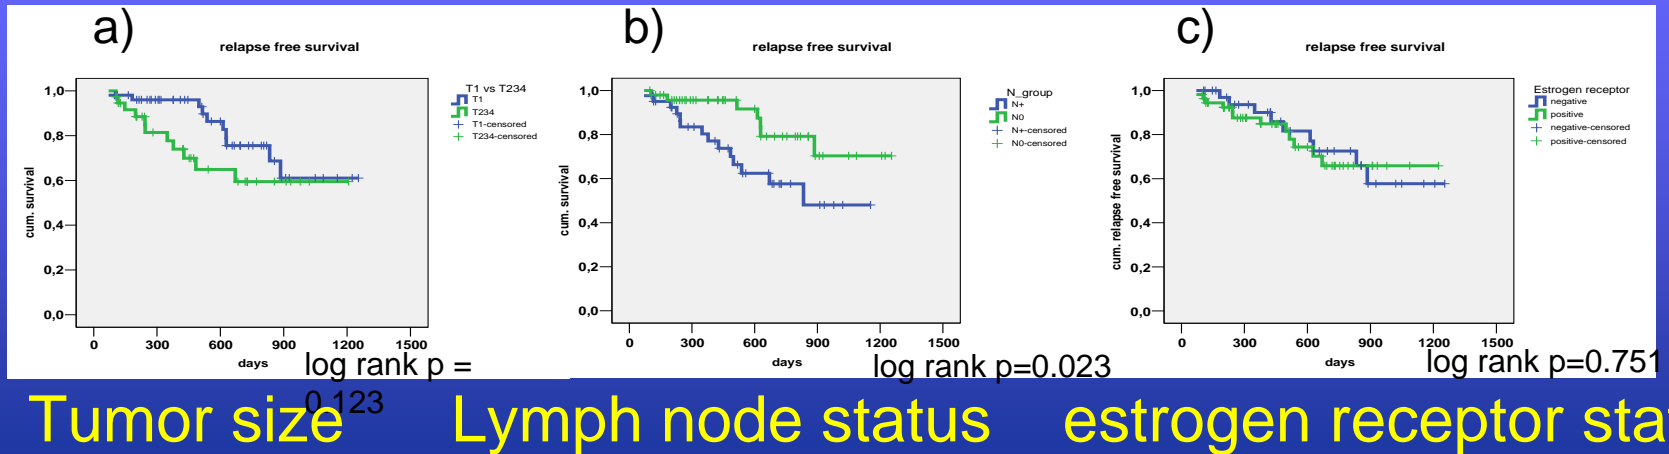 a)
relapse free survival
cum. survival
1,0
0,8
0,6
0,4
0,2
0,0
0 300 600 900 1200 1500
days
T1 vs T234
T1
T234
T1-censored
T234-censored
log rank p =
0.123
Tumor size
b)
relapse free survival
cum. survival
1,0
0,8
0,6
0,4
0,2
0,0
0 300 600 900 1200 1500
days
N_group
N+
N0
N+-censored
N0-censored
log rank p=0.023
Lymph node status
c)
relapse free survival
cum. relapse free survival
1,0
0,8
0,6
0,4
0,2
0,0
0 300 600 900 1200 1500
days
Estrogen receptor
negative
positive
negative-censored
positive-censored
log rank p=0.751
estrogen receptor sta